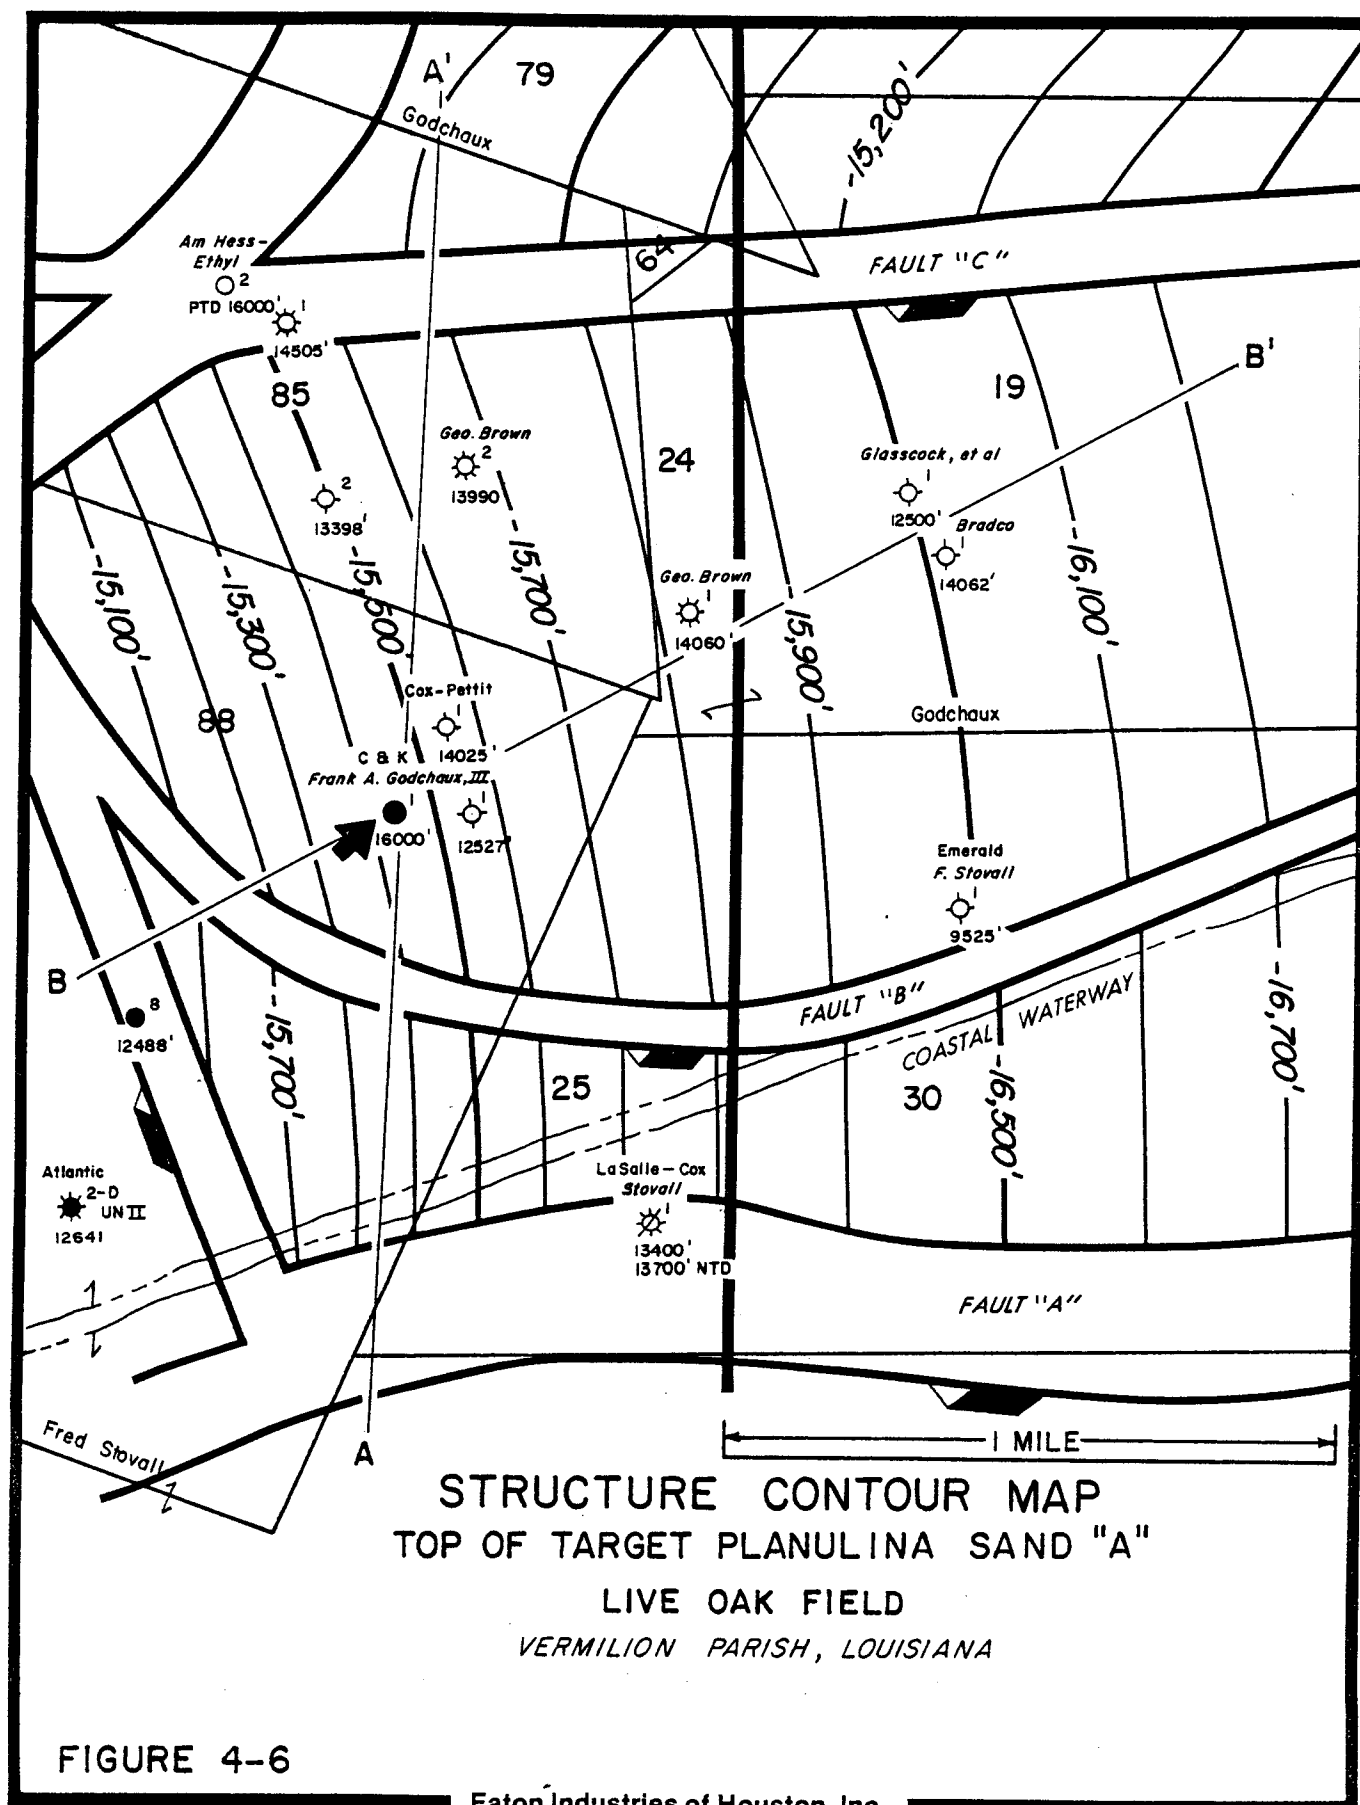 A'
79
Godchaux
-15,200'
Am Hess-
Ethyl
2
PTD 16000'
1
14505'
64
FAULT "C"
85
B'
19
Geo. Brown
2
13990
24
Glasscock, et al
1
12500'
2
13398'
Bradco
1
14062'
-15,100'
-15,300'
-15,500'
-15,700'
Geo. Brown
1
14060'
15,900'
-16,100'
88
Cox-Pettit
1
14025'
Godchaux
C & K
Frank A. Godchaux, III
1
16000'
1
12527'
Emerald
F. Stovall
1
9525'
B
8
12488'
-15,700'
FAULT "B"
COASTAL WATERWAY
-16,700'
25
30
-16,500'
Atlantic
2-D
UN II
12641
LaSalle-Cox
Stovall
1
13400'
13700' NTD
FAULT "A"
Fred Stovall
A
1 MILE
STRUCTURE CONTOUR MAP
TOP OF TARGET PLANULINA SAND "A"
LIVE OAK FIELD
VERMILION PARISH, LOUISIANA
FIGURE 4-6
Eaton Industries of Houston, Inc.